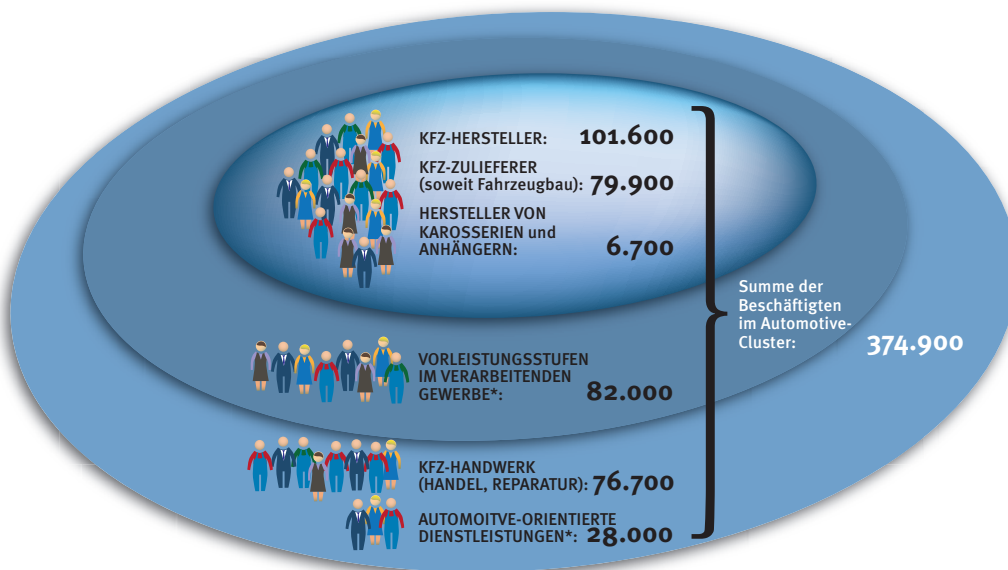 KFZ-HERSTELLER: 101.600
KFZ-ZULIEFERER
(soweit Fahrzeugbau): 79.900
HERSTELLER VON
KAROSSERIEN und
ANHÄNGERN: 6.700
Summe der
Beschäftigten
im Automotive-
Cluster: 374.900
VORLEISTUNGSSTUFEN
IM VERARBEITENDEN
GEWERBE*: 82.000
KFZ-HANDWERK
(HANDEL, REPARATUR): 76.700
AUTOMOITVE-ORIENTIERTE
DIENSTLEISTUNGEN*: 28.000